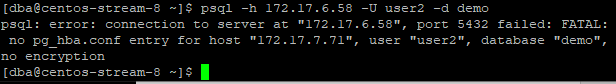 [dba@centos-stream-8 ~]$ psql -h 172.17.6.58 -U user2 -d demo
psql: error: connection to server at "172.17.6.58", port 5432 failed: FATAL:
 no pg_hba.conf entry for host "172.17.7.71", user "user2", database "demo",
no encryption
[dba@centos-stream-8 ~]$